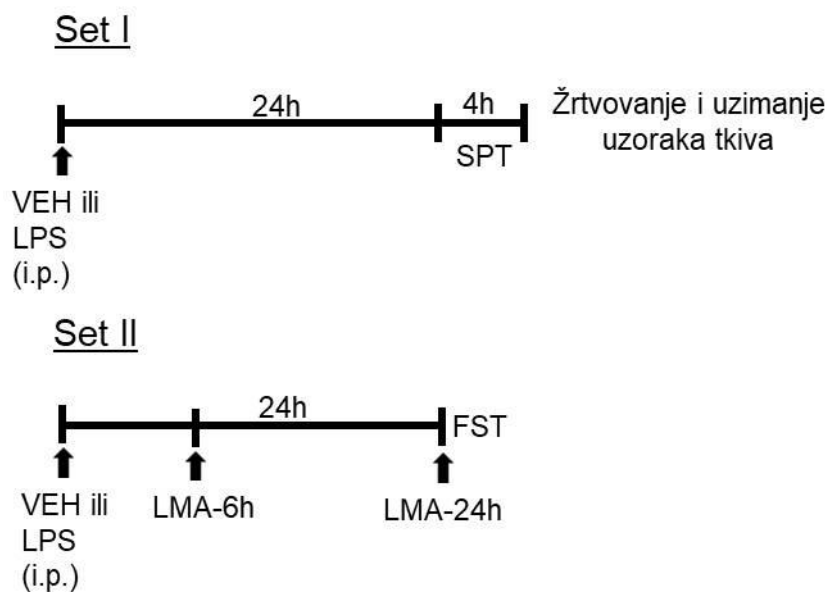 Set I
24h
4h
SPT
Žrtvovanje i uzimanje
uzoraka tkiva
VEH ili
LPS
(i.p.)
Set II
24h
FST
VEH ili
LPS
(i.p.)
LMA-6h
LMA-24h